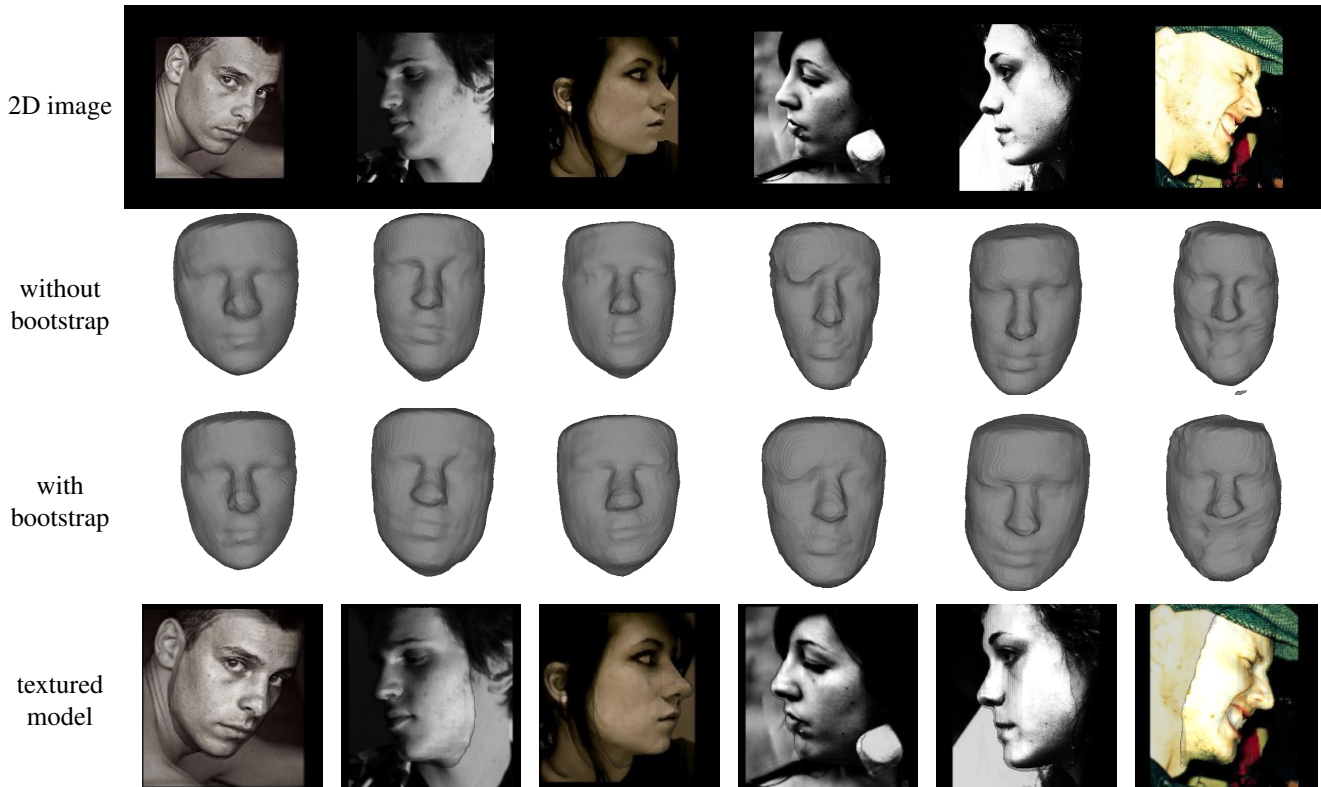 2D image
without
bootstrap
with
bootstrap
textured
model